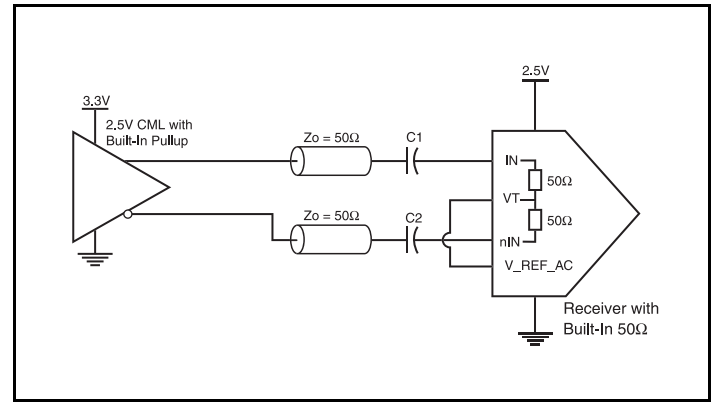 2.5V
3.3V
2.5V CML with
Built-In Pullup
Zo = 50Ω
C1
IN
50Ω
VT
Zo = 50Ω
C2
50Ω
nIN
V_REF_AC
Receiver with
Built-In 50Ω